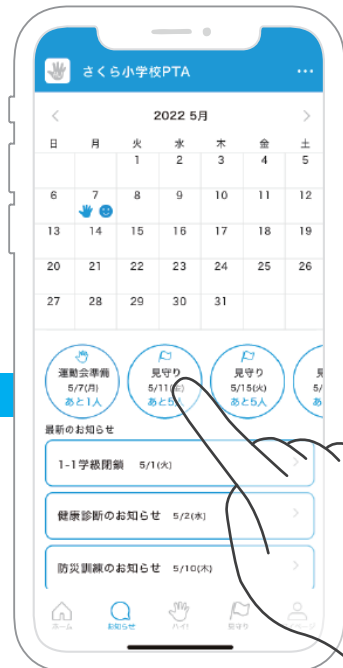 さくら小学校PTA
2022 5月
日 月 火 水 木 金 土
1 2 3 4 5
6 7 8 9 10 11 12
13 14 15 16 17 18 19
20 21 22 23 24 25 26
27 28 29 30 31
運動会準備 見守り 見守り
5/7(月) 5/11 5/15(火) 5/
あと1人 あと5 あと5人 あ
最新のお知らせ
1-1学級閉鎖 5/1(火)
健康診断のお知らせ 5/2(水)
防災訓練のお知らせ 5/10(木)
ホーム お知らせ ハイ! 見守り